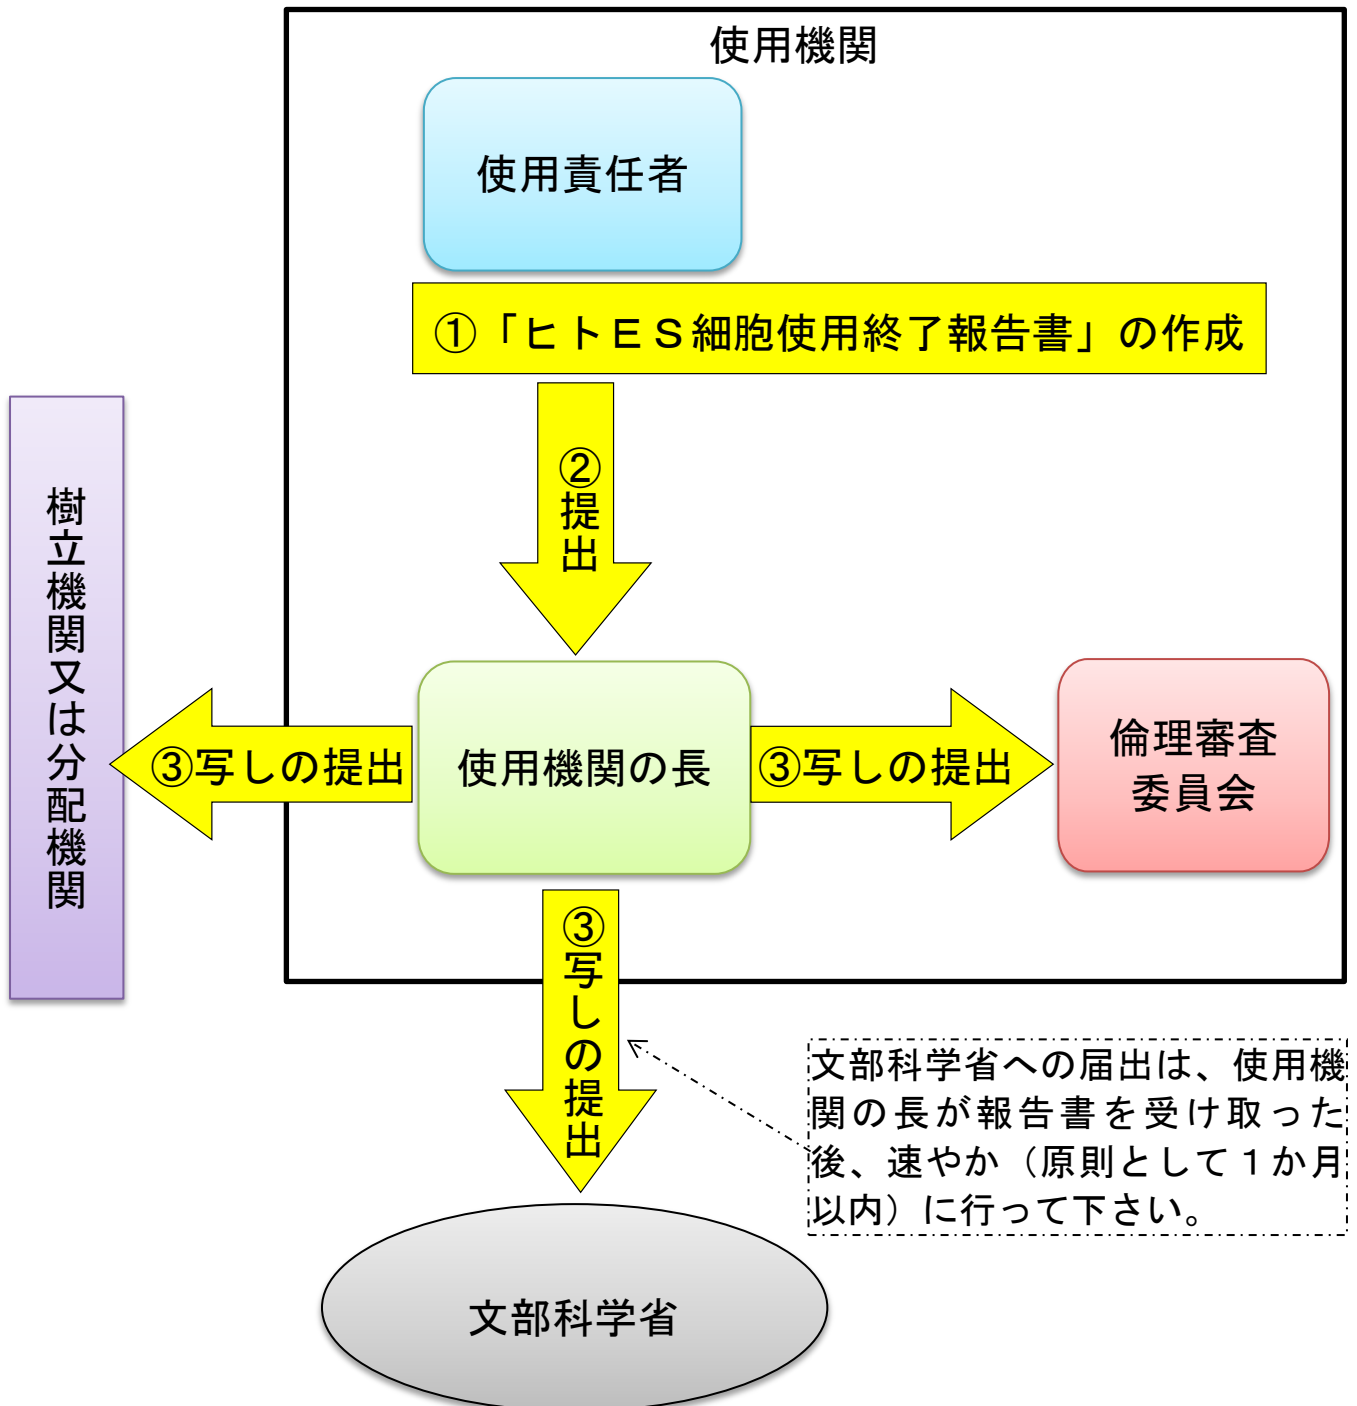 使用機関
使用責任者
①「ヒトＥＳ細胞使用終了報告書」の作成
②提出
樹立機関又は分配機関
③写しの提出
使用機関の長
③写しの提出
倫理審査
委員会
③写しの提出
文部科学省への届出は、使用機
関の長が報告書を受け取った
後、速やか（原則として１か月
以内）に行って下さい。
文部科学省